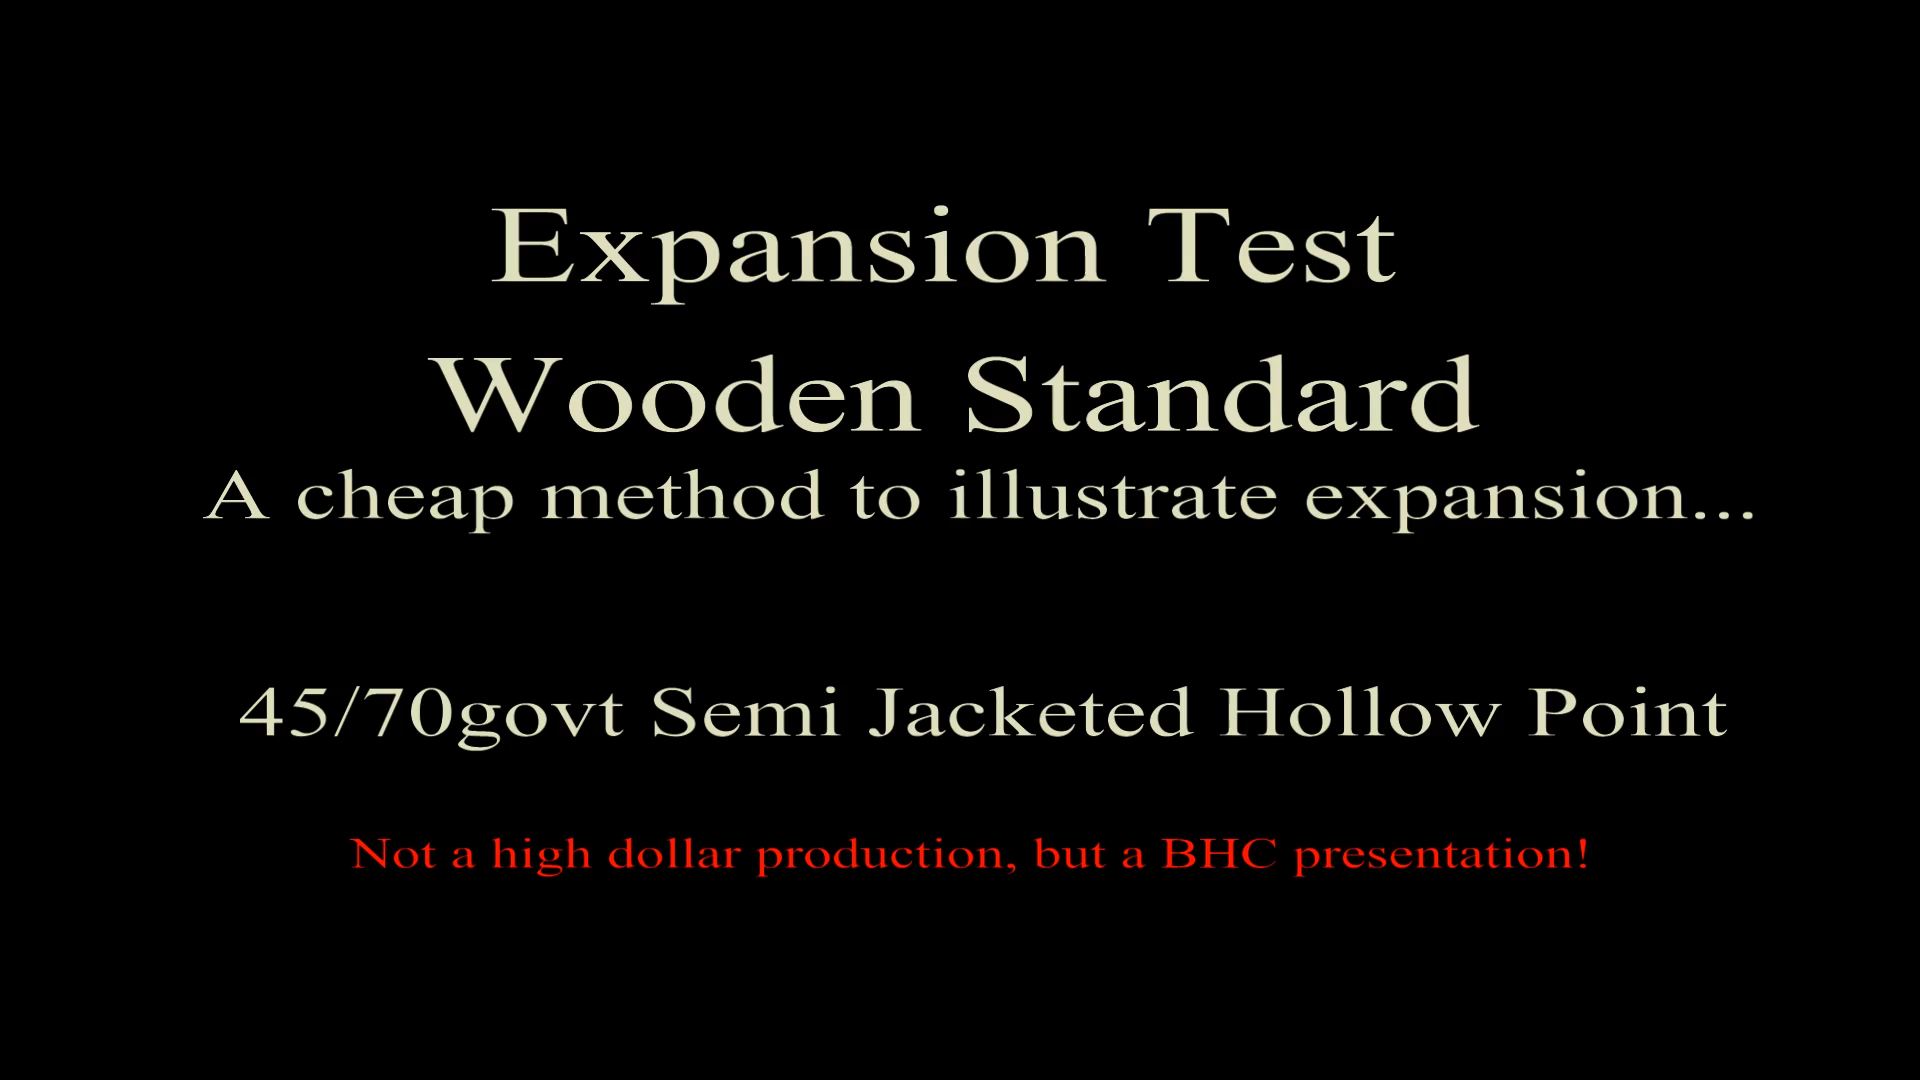 Expansion Test
Wooden Standard
A cheap method to illustrate expansion...
45/70govt Semi Jacketed Hollow Point
Not a high dollar production, but a BHC presentation!